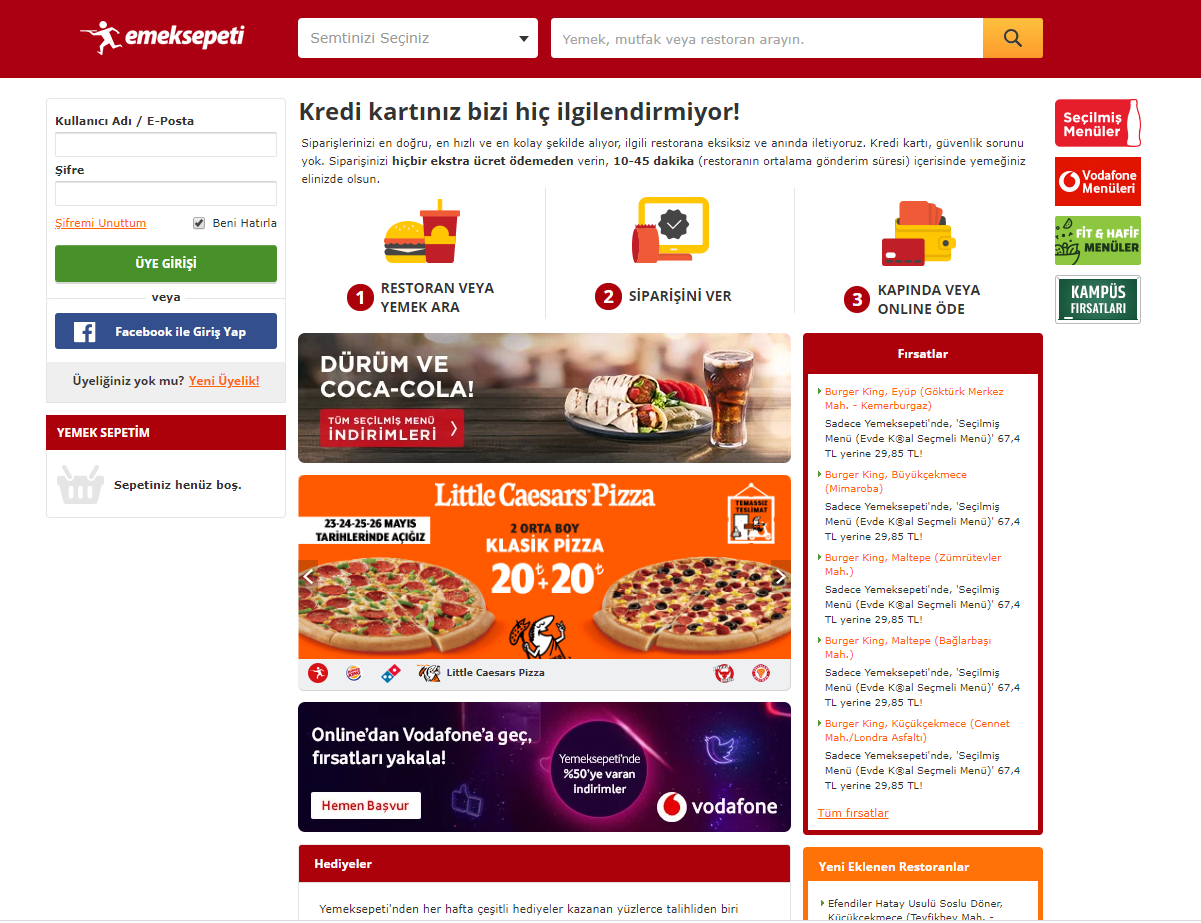 emeksepeti
Semtinizi Seçiniz
Yemek, mutfak veya restoran arayın.
Kullanıcı Adı / E-Posta
Şifre
Şifremi Unuttum
Beni Hatırla
ÜYE GİRİŞİ
veya
Facebook ile Giriş Yap
Üyeliğiniz yok mu? Yeni Üyelik!
YEMEK SEPETİM
Sepetiniz henüz boş.
Kredi kartınız bizi hiç ilgilendirmiyor!
Siparişlerinizi en doğru, en hızlı ve en kolay şekilde alıyor, ilgili restorana eksiksiz ve anında iletiyoruz. Kredi kartı, güvenlik sorunu
yok. Siparişinizi hiçbir ekstra ücret ödemeden verin, 10-45 dakika (restoranın ortalama gönderim süresi) içerisinde yemeğiniz
elinizde olsun.
1
RESTORAN VEYA
YEMEK ARA
2
SİPARİŞİNİ VER
3
KAPINDA VEYA
ONLINE ÖDE
DÜRÜM VE
COCA-COLA!
TÜM SEÇİLMİŞ MENÜ
İNDİRİMLERİ
Little Caesars Pizza
23-24-25-26 MAYIS
TARİHLERİNDE AÇIĞIZ
2 ORTA BOY
KLASİK PİZZA
20₺+20₺
TEMASSIZ
TESLİMAT
Little Caesars Pizza
Online'dan Vodafone'a geç,
fırsatları yakala!
Hemen Başvur
Yemeksepeti'nde
%50'ye varan
indirimler
vodafone
Hediyeler
Yemeksepeti'nden her hafta çeşitli hediyeler kazanan yüzlerce talihliden biri
Fırsatlar
Burger King, Eyüp (Göktürk Merkez
Mah. - Kemerburgaz)
Sadece Yemeksepeti'nde, 'Seçilmiş
Menü (Evde K@al Seçmeli Menü)' 67,4
TL yerine 29,85 TL!
Burger King, Büyükçekmece
(Mimaroba)
Sadece Yemeksepeti'nde, 'Seçilmiş
Menü (Evde K@al Seçmeli Menü)' 67,4
TL yerine 29,85 TL!
Burger King, Maltepe (Zümrütevler
Mah.)
Sadece Yemeksepeti'nde, 'Seçilmiş
Menü (Evde K@al Seçmeli Menü)' 67,4
TL yerine 29,85 TL!
Burger King, Maltepe (Bağlarbaşı
Mah.)
Sadece Yemeksepeti'nde, 'Seçilmiş
Menü (Evde K@al Seçmeli Menü)' 67,4
TL yerine 29,85 TL!
Burger King, Küçükçekmece (Cennet
Mah./Londra Asfaltı)
Sadece Yemeksepeti'nde, 'Seçilmiş
Menü (Evde K@al Seçmeli Menü)' 67,4
TL yerine 29,85 TL!
Tüm fırsatlar
Yeni Eklenen Restoranlar
Efendiler Hatay Usulü Soslu Döner,
Küçükçekmece (Tevfikbey Mah. -
Seçilmiş
Menüler
Vodafone
Menüleri
FİT & HAFİF
MENÜLER
KAMPÜS
FIRSATLARI